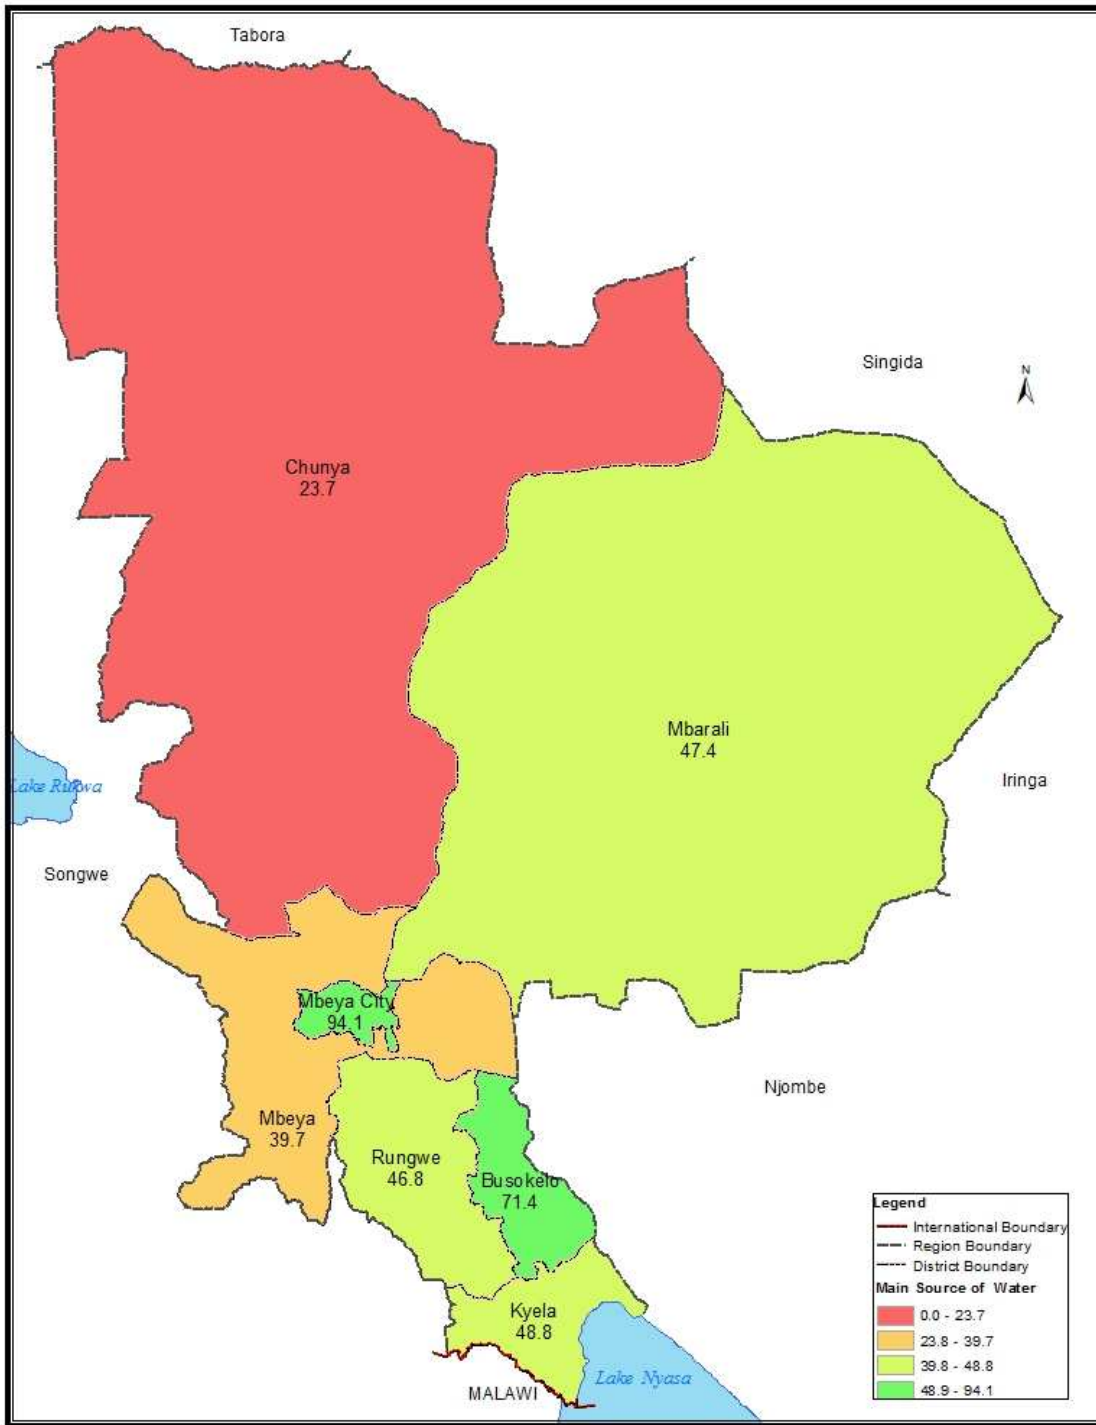 Tabora
Singida
N
Chunya
23.7
Mbarali
47.4
Lake Rukwa
Iringa
Songwe
Mbeya City
94.1
Njombe
Mbeya
39.7
Rungwe
46.8
Busokelo
71.4
Kyela
48.8
Lake Nyasa
MALAWI
Legend
International Boundary
Region Boundary
District Boundary
Main Source of Water
0.0 - 23.7
23.8 - 39.7
39.8 - 48.8
48.9 - 94.1